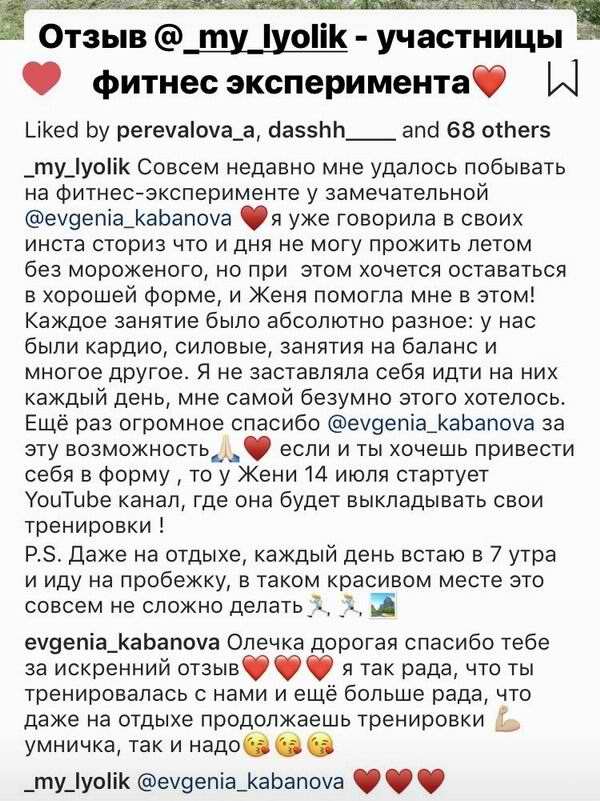 Отзыв @_my_lyolik - участницы
фитнес эксперимента❤️
Liked by perevalova_a, dasshh_____ and 68 others
_my_lyolik Совсем недавно мне удалось побывать
на фитнес-эксперименте у замечательной
@evgenia_kabanova ♥️я уже говорила в своих
инста сториз что и дня не могу прожить летом
без мороженого, но при этом хочется оставаться
в хорошей форме, и Женя помогла мне в этом!
Каждое занятие было абсолютно разное: у нас
были кардио, силовые, занятия на баланс и
многое другое. Я не заставляла себя идти на них
каждый день, мне самой безумно этого хотелось.
Ещё раз огромное спасибо @evgenia_kabanova за
эту возможность🙏🏼♥️ если и ты хочешь привести
себя в форму , то у Жени 14 июля стартует
YouTube канал, где она будет выкладывать свои
тренировки !
P.S. Даже на отдыхе, каждый день встаю в 7 утра
и иду на пробежку, в таком красивом месте это
совсем не сложно делать🏃🏼🏃🏼🏞
evgenia_kabanova Олечка дорогая спасибо тебе
за искренний отзыв❤️❤️❤️ я так рада, что ты
тренировалась с нами и ещё больше рада, что
даже на отдыхе продолжаешь тренировки 💪🏼
умничка, так и надо😘😘😘
_my_lyolik @evgenia_kabanova ♥️♥️♥️